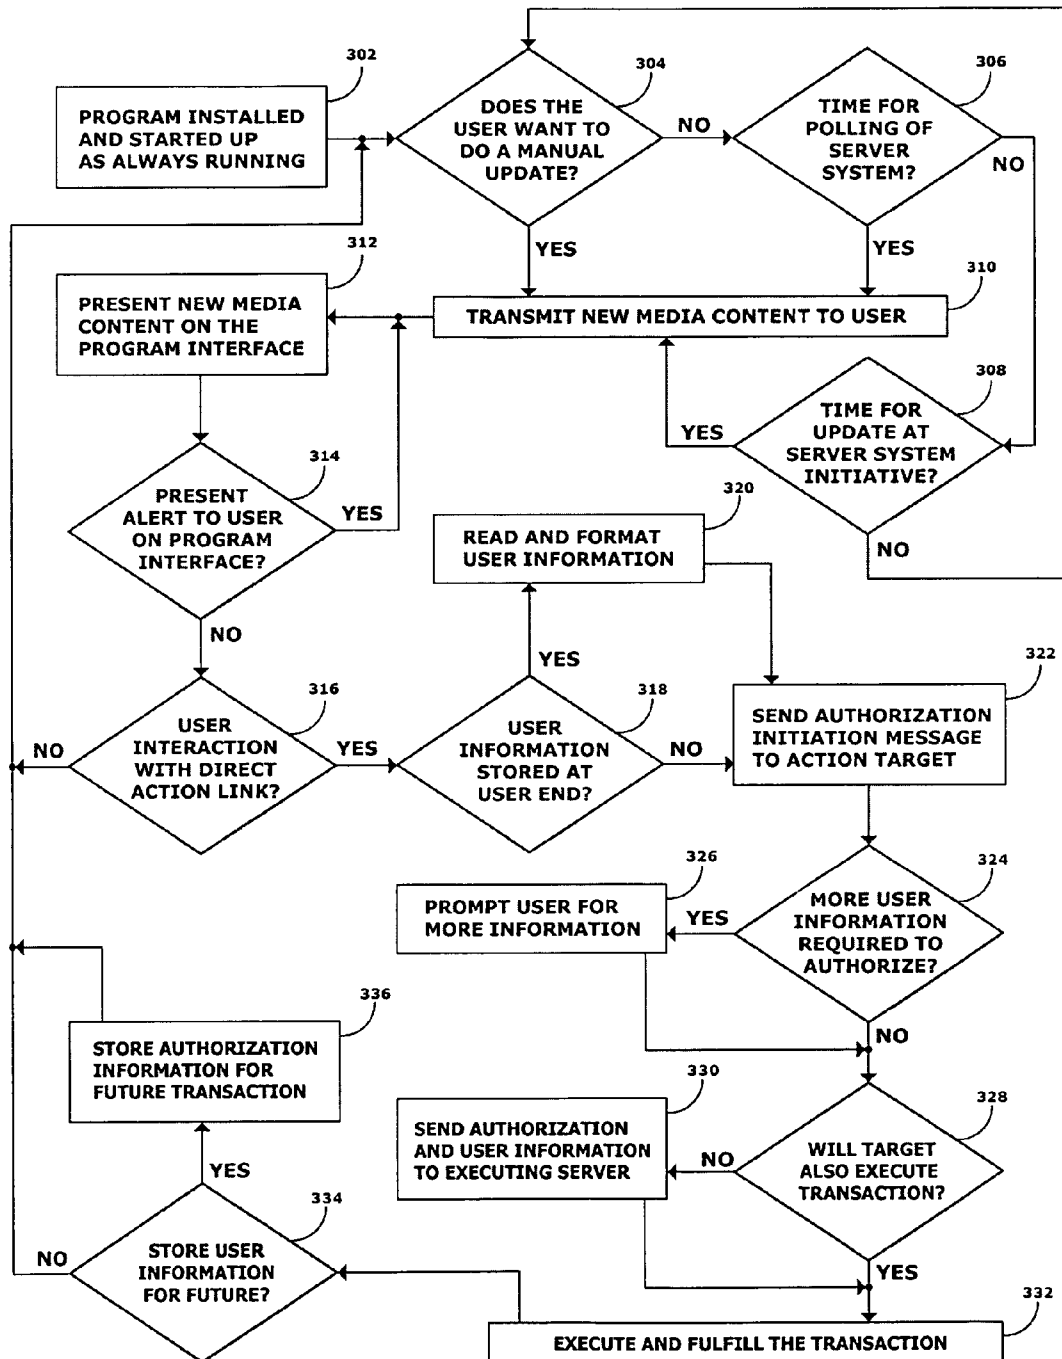 302
PROGRAM INSTALLED
AND STARTED UP
AS ALWAYS RUNNING
304
DOES THE
USER WANT TO
DO A MANUAL
UPDATE?
NO
YES
306
TIME FOR
POLLING OF
SERVER
SYSTEM?
NO
YES
312
PRESENT NEW MEDIA
CONTENT ON THE
PROGRAM INTERFACE
310
TRANSMIT NEW MEDIA CONTENT TO USER
308
TIME FOR
UPDATE AT
SERVER SYSTEM
INITIATIVE?
YES
NO
314
PRESENT
ALERT TO USER
ON PROGRAM
INTERFACE?
YES
NO
320
READ AND FORMAT
USER INFORMATION
316
USER
INTERACTION
WITH DIRECT
ACTION LINK?
NO
YES
318
USER
INFORMATION
STORED AT
USER END?
YES
NO
322
SEND AUTHORIZATION
INITIATION MESSAGE
TO ACTION TARGET
324
MORE USER
INFORMATION
REQUIRED TO
AUTHORIZE?
YES
NO
326
PROMPT USER FOR
MORE INFORMATION
336
STORE AUTHORIZATION
INFORMATION FOR
FUTURE TRANSACTION
330
SEND AUTHORIZATION
AND USER INFORMATION
TO EXECUTING SERVER
328
WILL TARGET
ALSO EXECUTE
TRANSACTION?
NO
YES
334
STORE USER
INFORMATION
FOR FUTURE?
YES
NO
332
EXECUTE AND FULFILL THE TRANSACTION